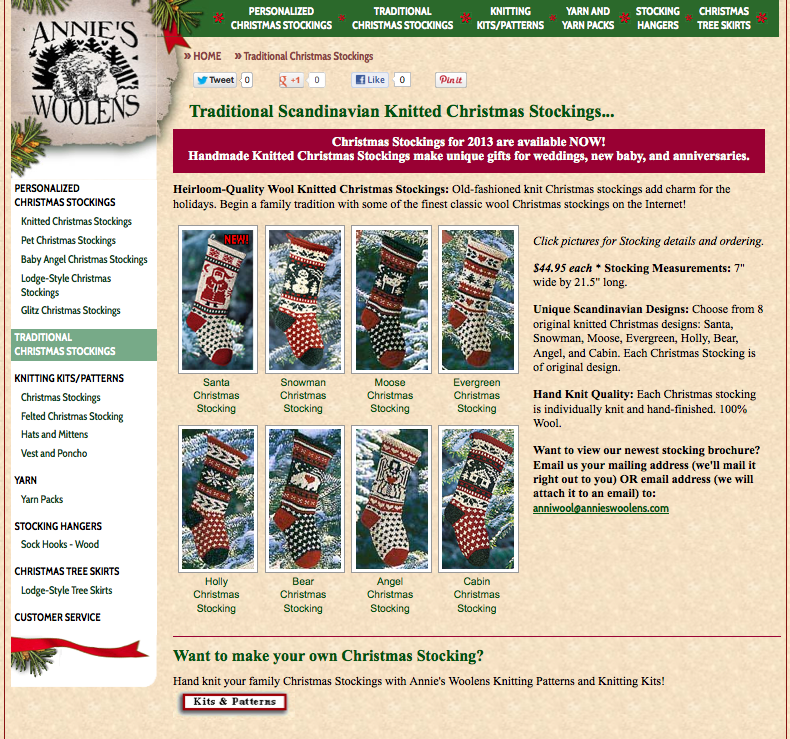 ANNIE'S
WOOLENS
PERSONALIZED
CHRISTMAS STOCKINGS
TRADITIONAL
CHRISTMAS STOCKINGS
KNITTING
KITS/PATTERNS
YARN AND
YARN PACKS
STOCKING
HANGERS
CHRISTMAS
TREE SKIRTS
» HOME » Traditional Christmas Stockings
Tweet 0
+1 0
Like 0
Pin it
Traditional Scandinavian Knitted Christmas Stockings...
Christmas Stockings for 2013 are available NOW!
Handmade Knitted Christmas Stockings make unique gifts for weddings, new baby, and anniversaries.
PERSONALIZED
CHRISTMAS STOCKINGS
Knitted Christmas Stockings
Pet Christmas Stockings
Baby Angel Christmas Stockings
Lodge-Style Christmas
Stockings
Glitz Christmas Stockings
TRADITIONAL
CHRISTMAS STOCKINGS
KNITTING KITS/PATTERNS
Christmas Stockings
Felted Christmas Stocking
Hats and Mittens
Vest and Poncho
YARN
Yarn Packs
STOCKING HANGERS
Sock Hooks - Wood
CHRISTMAS TREE SKIRTS
Lodge-Style Tree Skirts
CUSTOMER SERVICE
Heirloom-Quality Wool Knitted Christmas Stockings: Old-fashioned knit Christmas stockings add charm for the
holidays. Begin a family tradition with some of the finest classic wool Christmas stockings on the Internet!
NEW!
Santa
Christmas
Stocking
Snowman
Christmas
Stocking
Moose
Christmas
Stocking
Evergreen
Christmas
Stocking
Holly
Christmas
Stocking
Bear
Christmas
Stocking
Angel
Christmas
Stocking
Cabin
Christmas
Stocking
Click pictures for Stocking details and ordering.
$44.95 each * Stocking Measurements: 7"
wide by 21.5" long.
Unique Scandinavian Designs: Choose from 8
original knitted Christmas designs: Santa,
Snowman, Moose, Evergreen, Holly, Bear,
Angel, and Cabin. Each Christmas Stocking is
of original design.
Hand Knit Quality: Each Christmas stocking
is individually knit and hand-finished. 100%
Wool.
Want to view our newest stocking brochure?
Email us your mailing address (we'll mail it
right out to you) OR email address (we will
attach it to an email) to:
anniwool@annieswoolens.com
Want to make your own Christmas Stocking?
Hand knit your family Christmas Stockings with Annie's Woolens Knitting Patterns and Knitting Kits!
Kits & Patterns